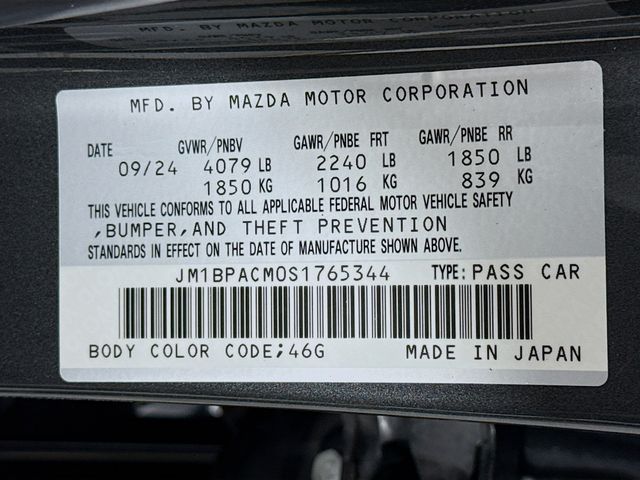 MFD. BY MAZDA MOTOR CORPORATION
DATE GVWR/PNBV GAWR/PNBE FRT GAWR/PNBE RR
09/24 4079 LB 2240 LB 1850 LB
1850 KG 1016 KG 839 KG
THIS VEHICLE CONFORMS TO ALL APPLICABLE FEDERAL MOTOR VEHICLE SAFETY
,BUMPER,AND THEFT PREVENTION
STANDARDS IN EFFECT ON THE DATE OF MANUFACTURE SHOWN ABOVE.
JM1BPACM0S1765344 TYPE: PASS CAR
BODY COLOR CODE;46G MADE IN JAPAN